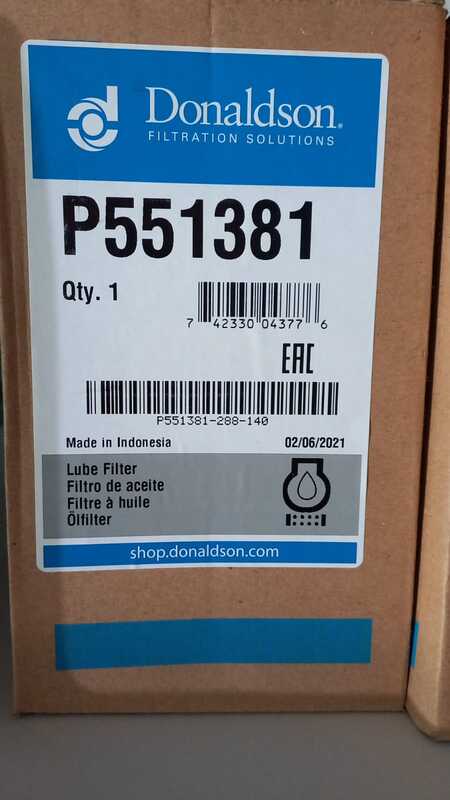 Donaldson®
FILTRATION SOLUTIONS
P551381
Qty. 1
7 42330 04377 6
EAC
P551381-288-140
Made in Indonesia 02/06/2021
Lube Filter
Filtro de aceite
Filtre à huile
Ölfilter
shop.donaldson.com